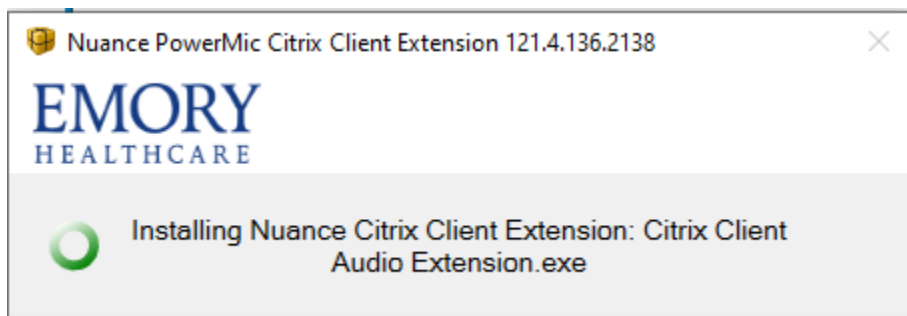 Nuance PowerMic Citrix Client Extension 121.4.136.2138
EMORY
HEALTHCARE
Installing Nuance Citrix Client Extension: Citrix Client
Audio Extension.exe